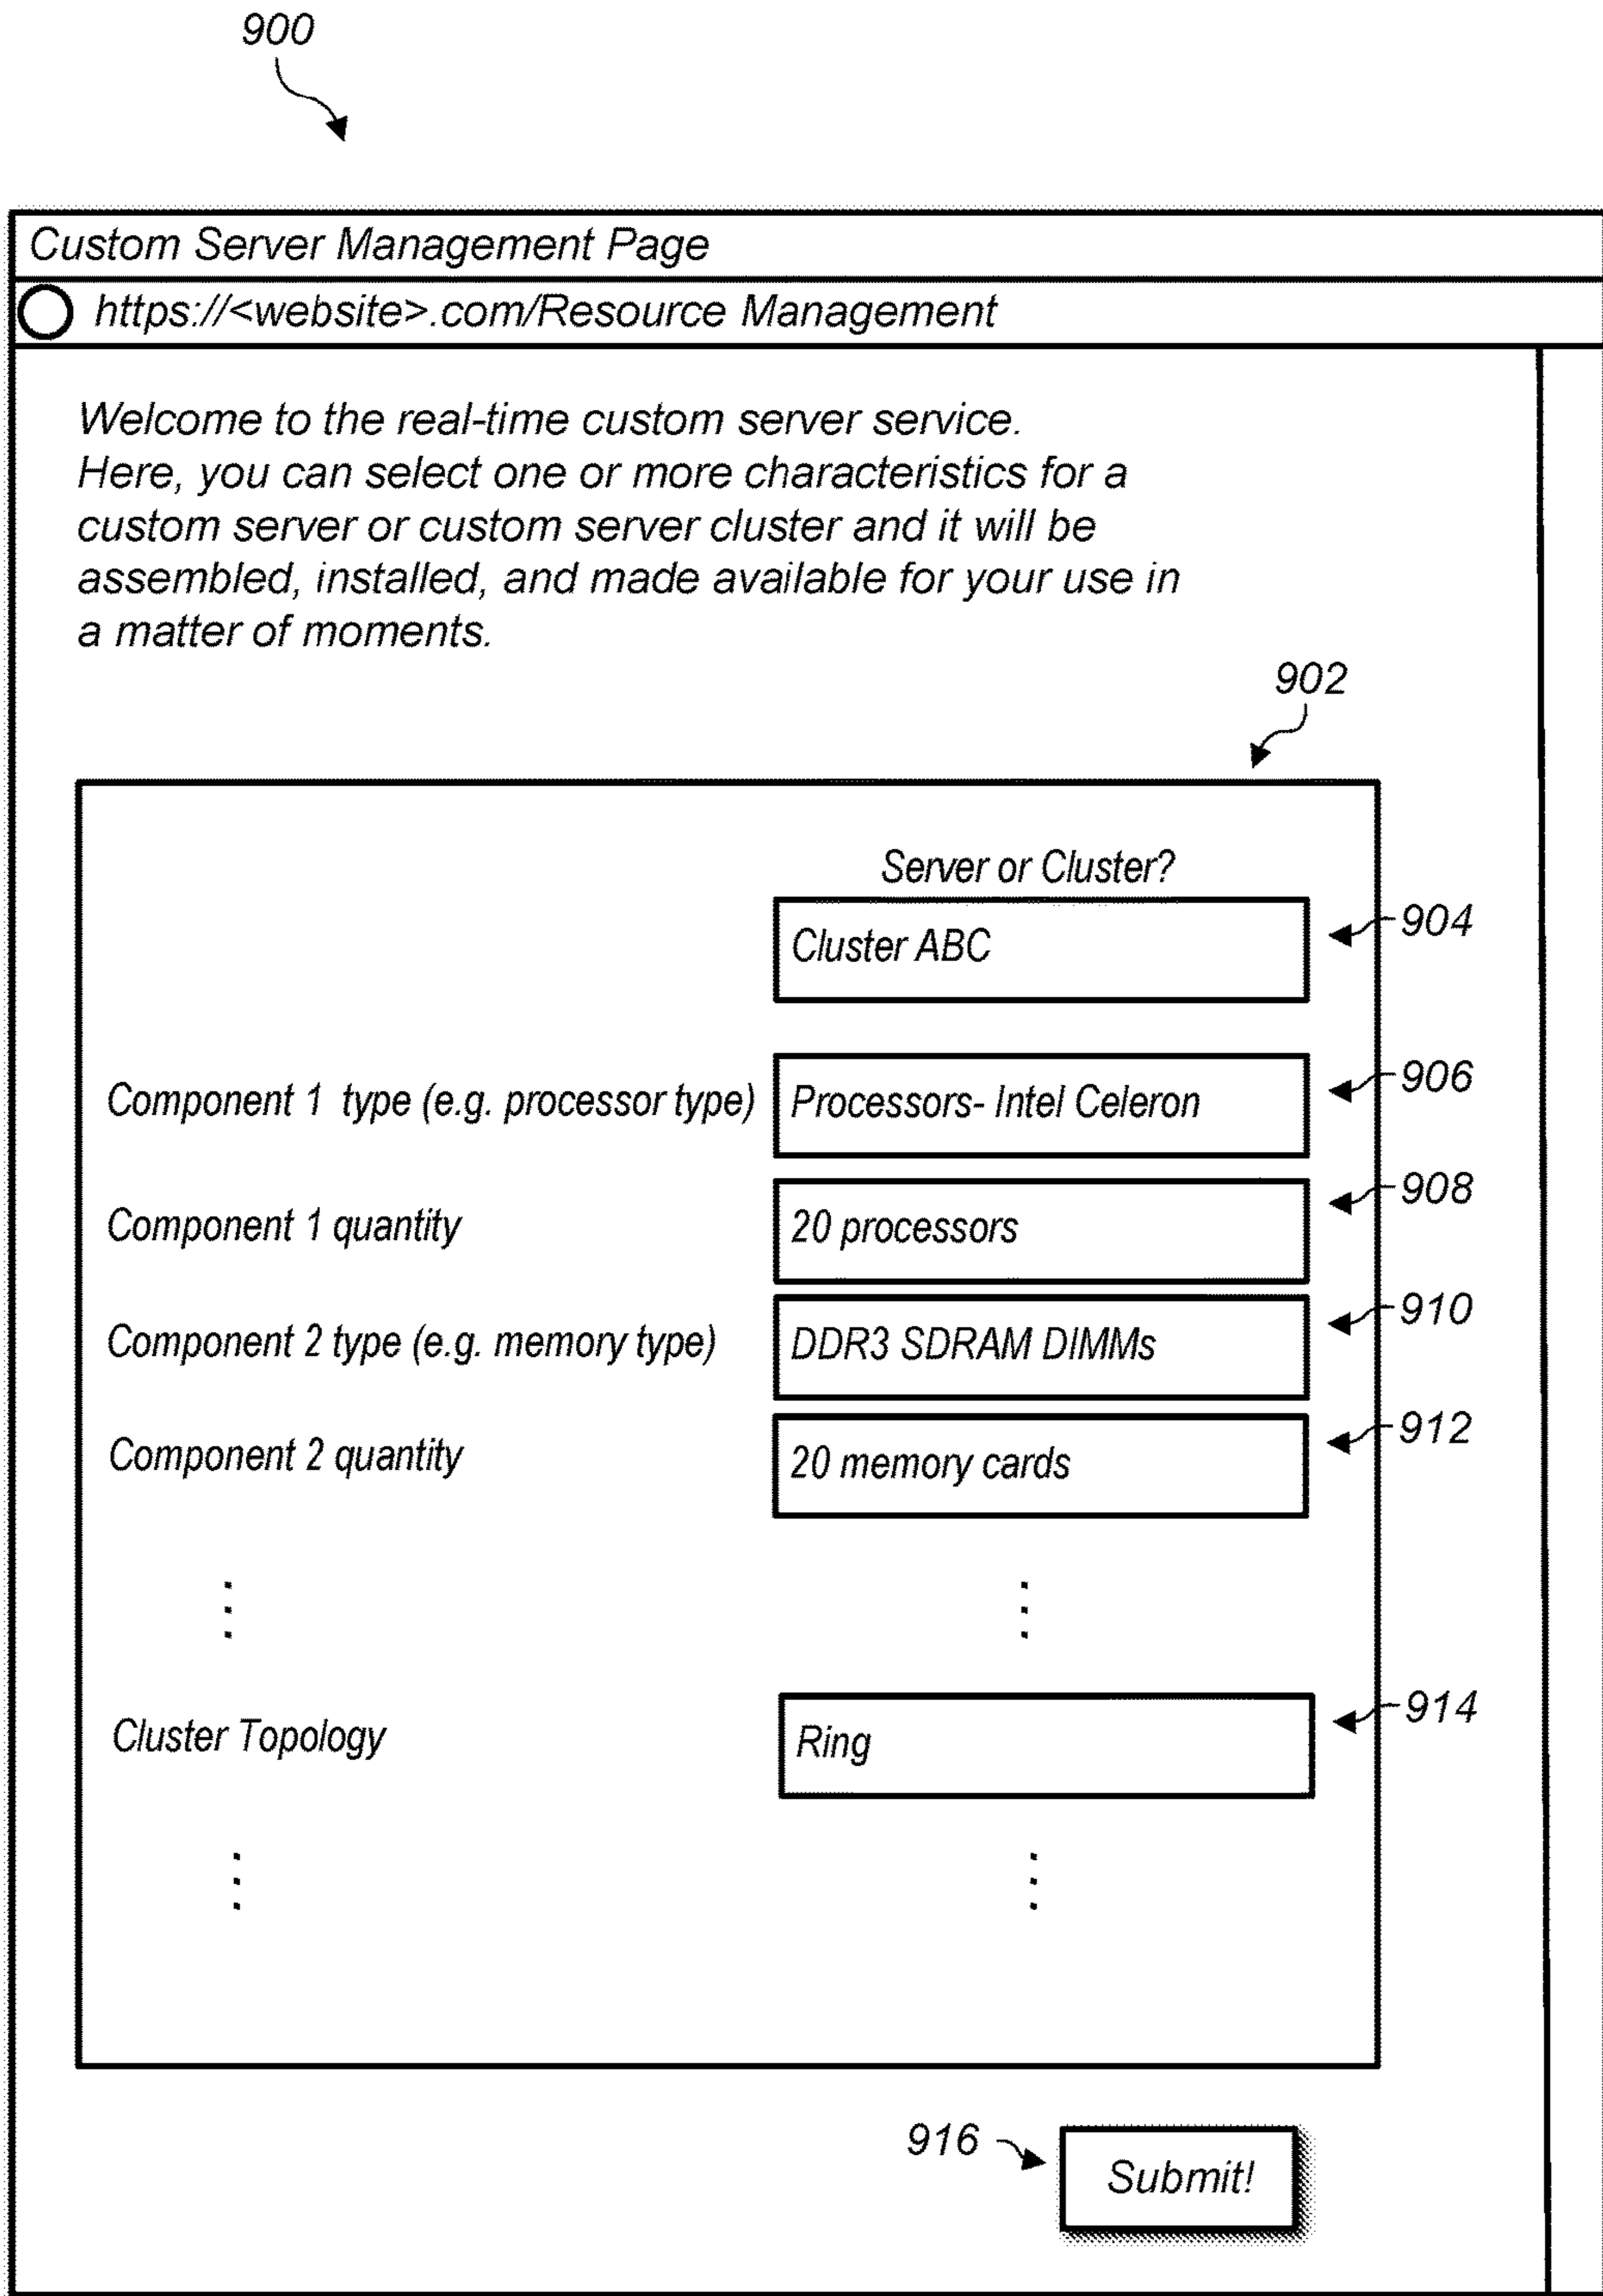 900
Custom Server Management Page
https://<website>.com/Resource Management
Welcome to the real-time custom server service.
Here, you can select one or more characteristics for a
custom server or custom server cluster and it will be
assembled, installed, and made available for your use in
a matter of moments.
902
Server or Cluster?
Cluster ABC 904
Component 1 type (e.g. processor type) Processors- Intel Celeron 906
Component 1 quantity 20 processors 908
Component 2 type (e.g. memory type) DDR3 SDRAM DIMMs 910
Component 2 quantity 20 memory cards 912
Cluster Topology Ring 914
916 Submit!